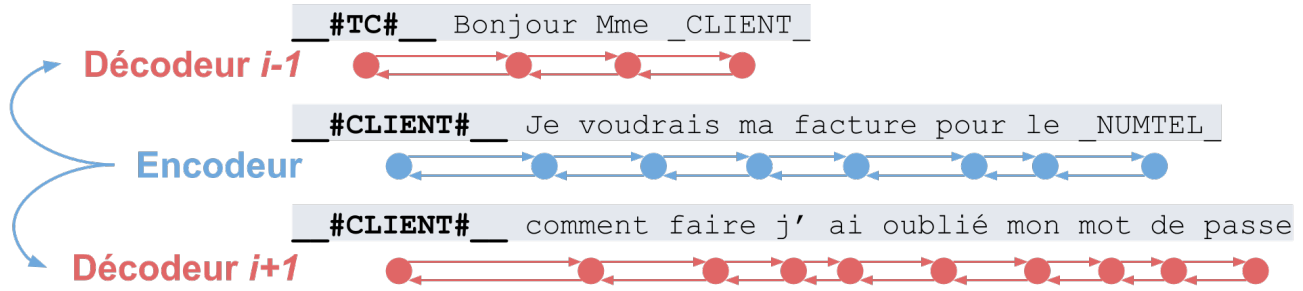 __#TC#__ Bonjour Mme _CLIENT_
Décodeur i-1
__#CLIENT#__ Je voudrais ma facture pour le _NUMTEL_
Encodeur
__#CLIENT#__ comment faire j’ ai oublié mon mot de passe
Décodeur i+1